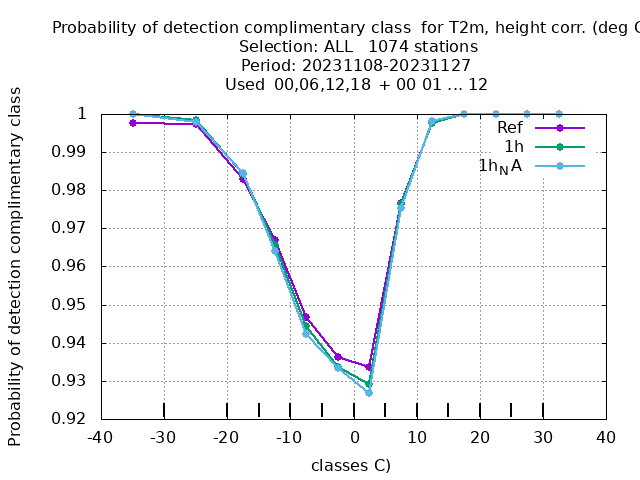 Probability of detection complimentary class for T2m, height corr. (deg
Selection: ALL 1074 stations
Period: 20231108-20231127
Used 00,06,12,18 + 00 01 ... 12
Probability of detection complimentary class
1
0.99
0.98
0.97
0.96
0.95
0.94
0.93
0.92
Ref
1h
1h_NA
-40 -30 -20 -10 0 10 20 30 40
classes C)